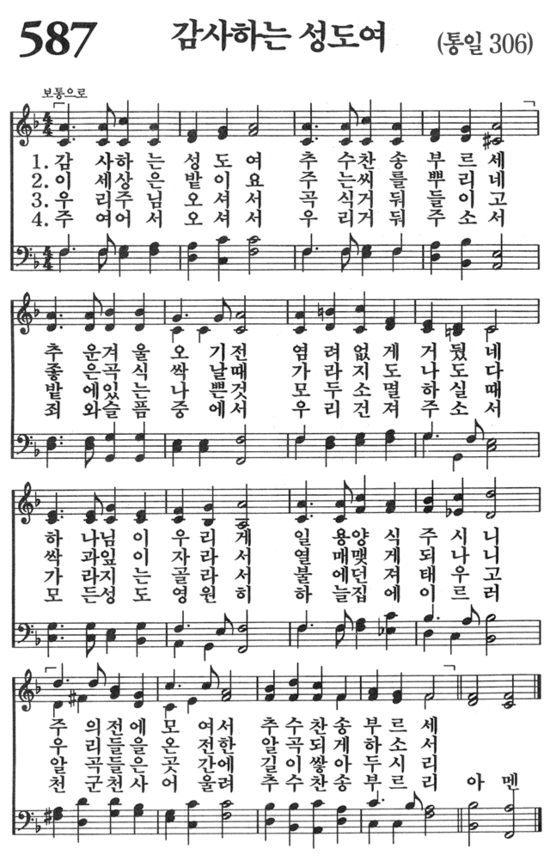 587 감사하는 성도여 (통일 306)
보통으로
1. 감 사하 는 성 도 여 추 수찬 송 부 르 세
2. 이 세상 은 밭 이 요 주 는씨 를 뿌 리 네
3. 우 리주 님 오 셔 서 곡 식거 둬 들 이 고
4. 주 여어 서 오 셔 서 우 리거 둬 주 소 서
추 운겨 울 오 기 전 염 려없 게 거 뒀 네
좋 은곡 식 싹 날 때 가 라지 도 나 도 다
밭 에있 는 나 쁜 것 모 두소 멸 하 실 때
죄 와슬 픔 중 에 서 우 리건 져 주 소 서
하 나님 이 우 리 게 일 용양 식 주 시 니
싹 과잎 이 자 라 서 열 매맺 게 되 나 니
가 라지 는 골 라 서 불 에던 져 태 우 고
모 든성 도 영 원 히 하 늘집 에 이 르 러
주 의전 에 모 여 서 추 수찬 송 부 르 세
우 리들 은 온 전 한 알 곡되 게 하 소 서
알 곡들 을 곳 간 에 길 이쌓 아 두 시 리
천 군천 사 어 울 려 추 수찬 송 부 르 리 아 멘